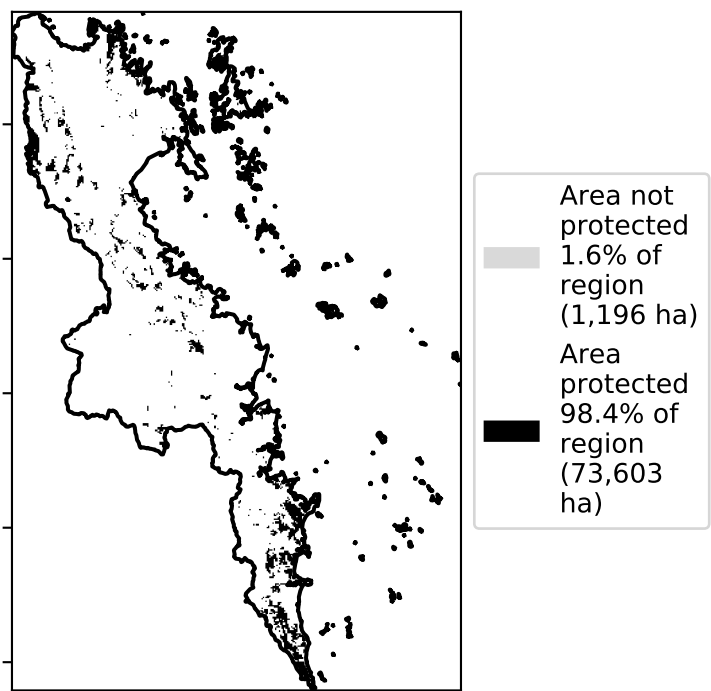 Area not
protected
1.6% of
region
(1,196 ha)
Area
protected
98.4% of
region
(73,603
ha)